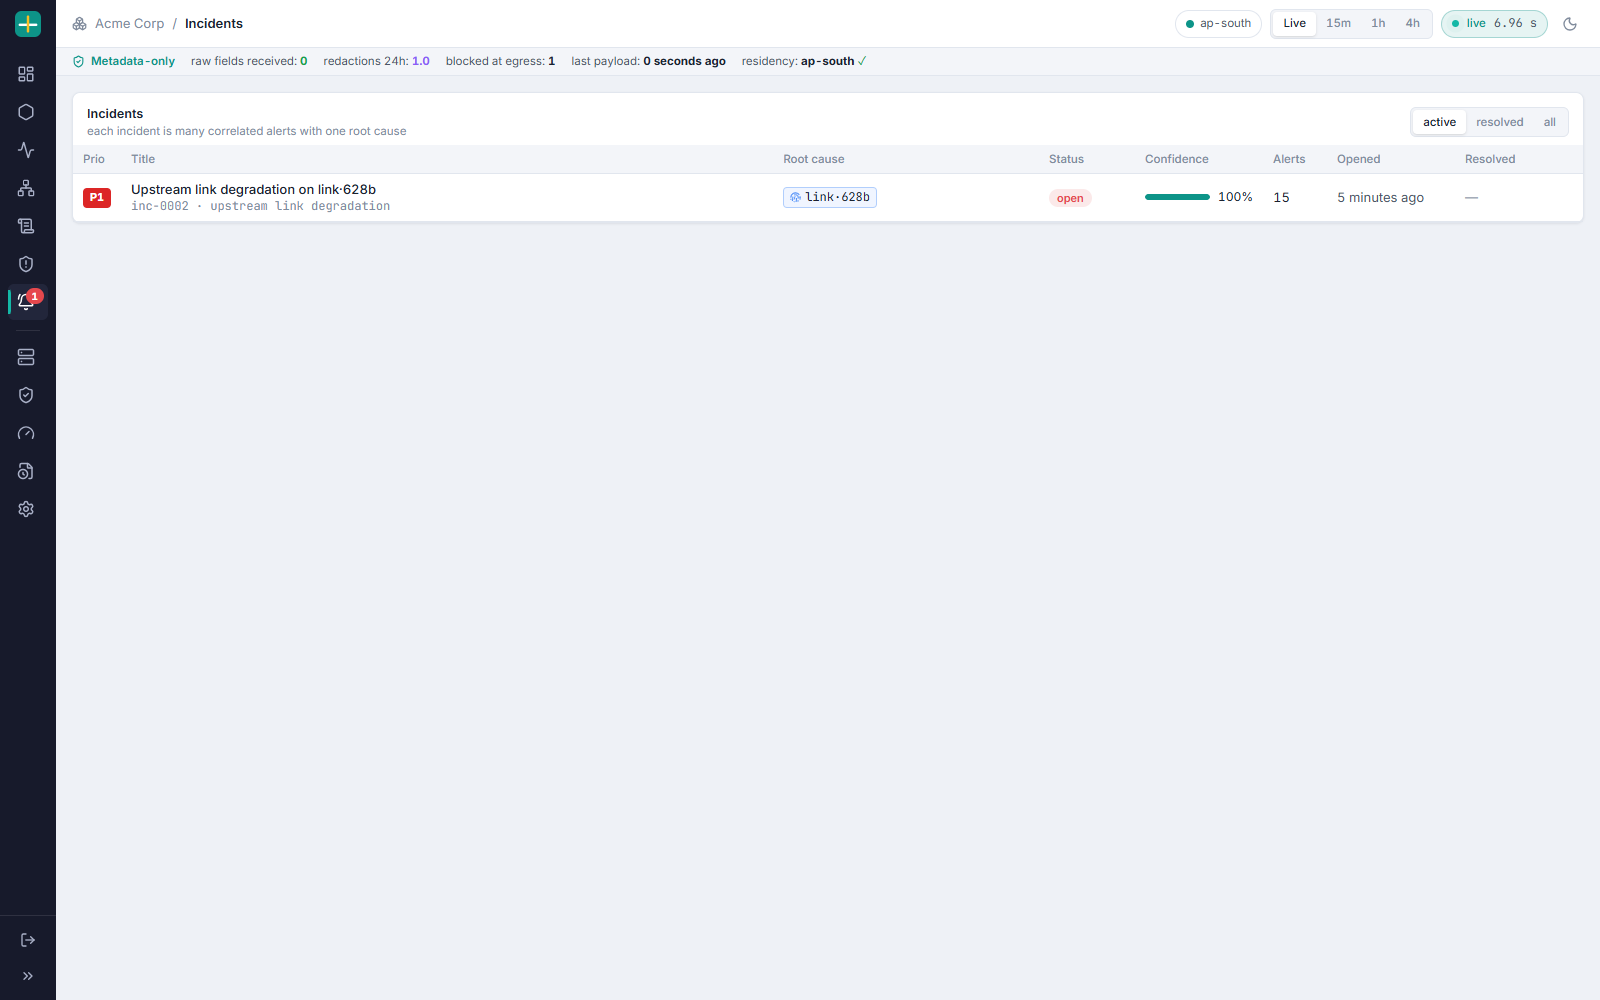 Acme Corp / Incidents
ap-south
Live 15m 1h 4h
live 6.96 s
Metadata-only raw fields received: 0 redactions 24h: 1.0 blocked at egress: 1 last payload: 0 seconds ago residency: ap-south ✓
Incidents
each incident is many correlated alerts with one root cause
active resolved all
Prio Title Root cause Status Confidence Alerts Opened Resolved
P1 Upstream link degradation on link·628b link·628b open 100% 15 5 minutes ago —
inc-0002 · upstream link degradation
1